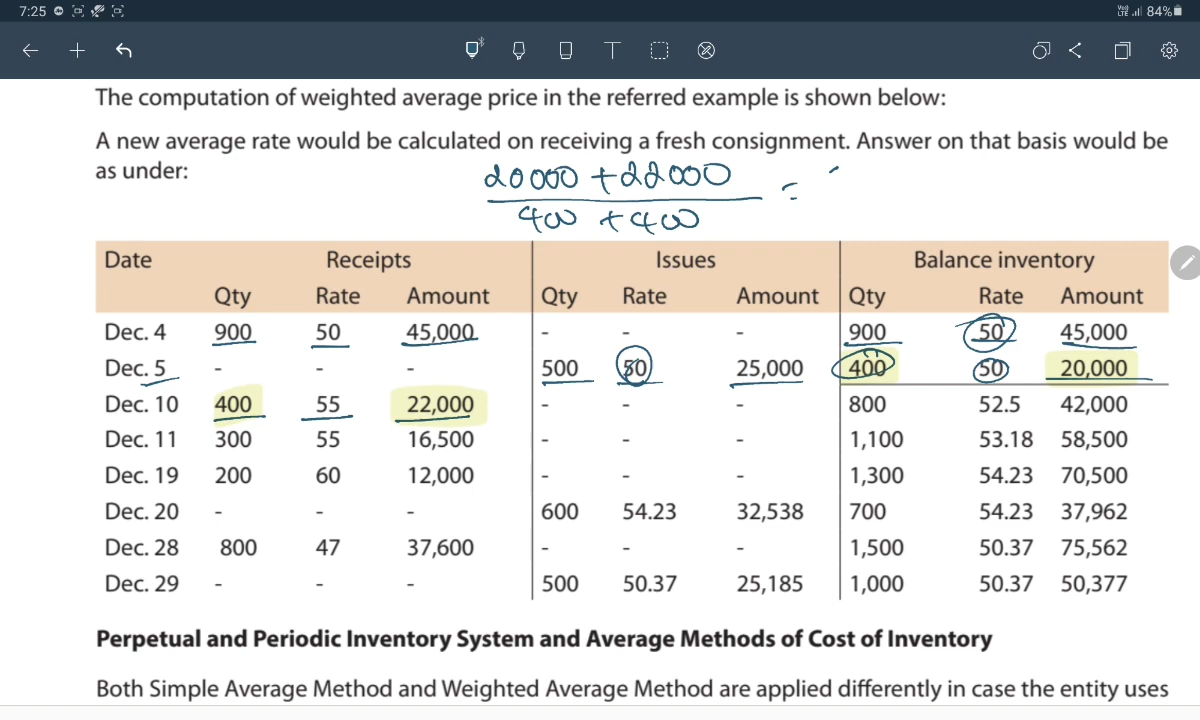 7:25 84%
The computation of weighted average price in the referred example is shown below:
A new average rate would be calculated on receiving a fresh consignment. Answer on that basis would be
as under:
20000 + 22000 =
400 + 400
Date Receipts Issues Balance inventory
Qty Rate Amount Qty Rate Amount Qty Rate Amount
Dec. 4 900 50 45,000 - - - 900 50 45,000
Dec. 5 - - - 500 50 25,000 400 50 20,000
Dec. 10 400 55 22,000 - - - 800 52.5 42,000
Dec. 11 300 55 16,500 - - - 1,100 53.18 58,500
Dec. 19 200 60 12,000 - - - 1,300 54.23 70,500
Dec. 20 - - - 600 54.23 32,538 700 54.23 37,962
Dec. 28 800 47 37,600 - - - 1,500 50.37 75,562
Dec. 29 - - - 500 50.37 25,185 1,000 50.37 50,377
Perpetual and Periodic Inventory System and Average Methods of Cost of Inventory
Both Simple Average Method and Weighted Average Method are applied differently in case the entity uses